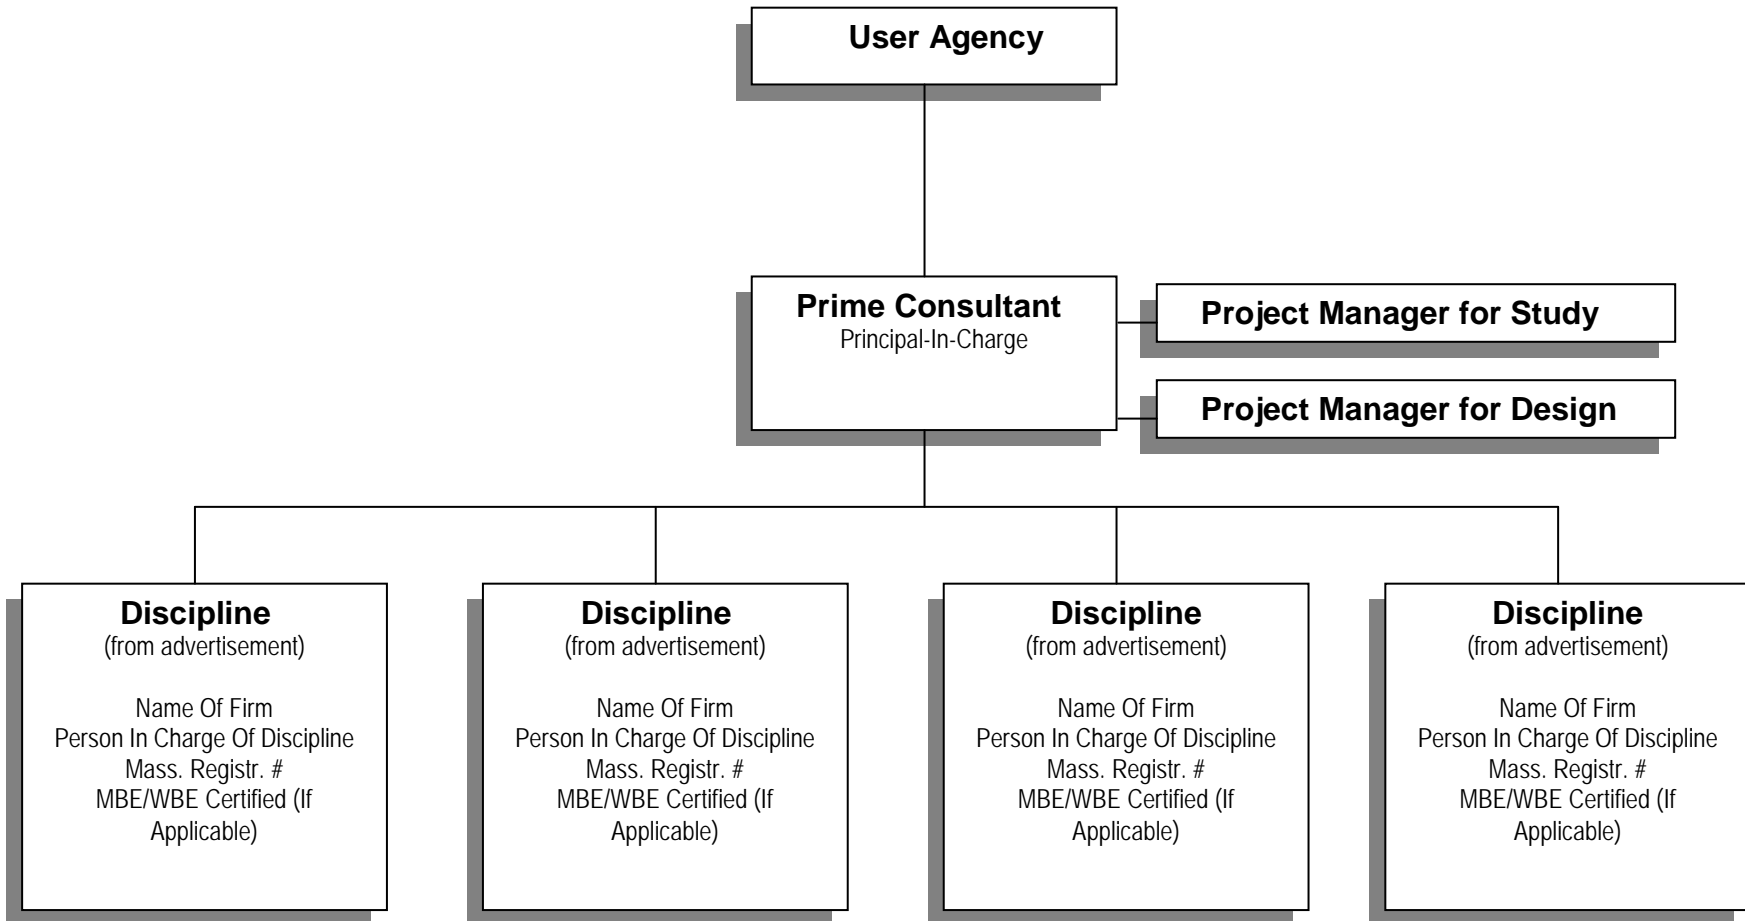 User Agency
Prime Consultant
Principal-In-Charge
Project Manager for Study
Project Manager for Design
Discipline
(from advertisement)
Name Of Firm
Person In Charge Of Discipline
Mass. Registr. #
MBE/WBE Certified (If
Applicable)
Discipline
(from advertisement)
Name Of Firm
Person In Charge Of Discipline
Mass. Registr. #
MBE/WBE Certified (If
Applicable)
Discipline
(from advertisement)
Name Of Firm
Person In Charge Of Discipline
Mass. Registr. #
MBE/WBE Certified (If
Applicable)
Discipline
(from advertisement)
Name Of Firm
Person In Charge Of Discipline
Mass. Registr. #
MBE/WBE Certified (If
Applicable)